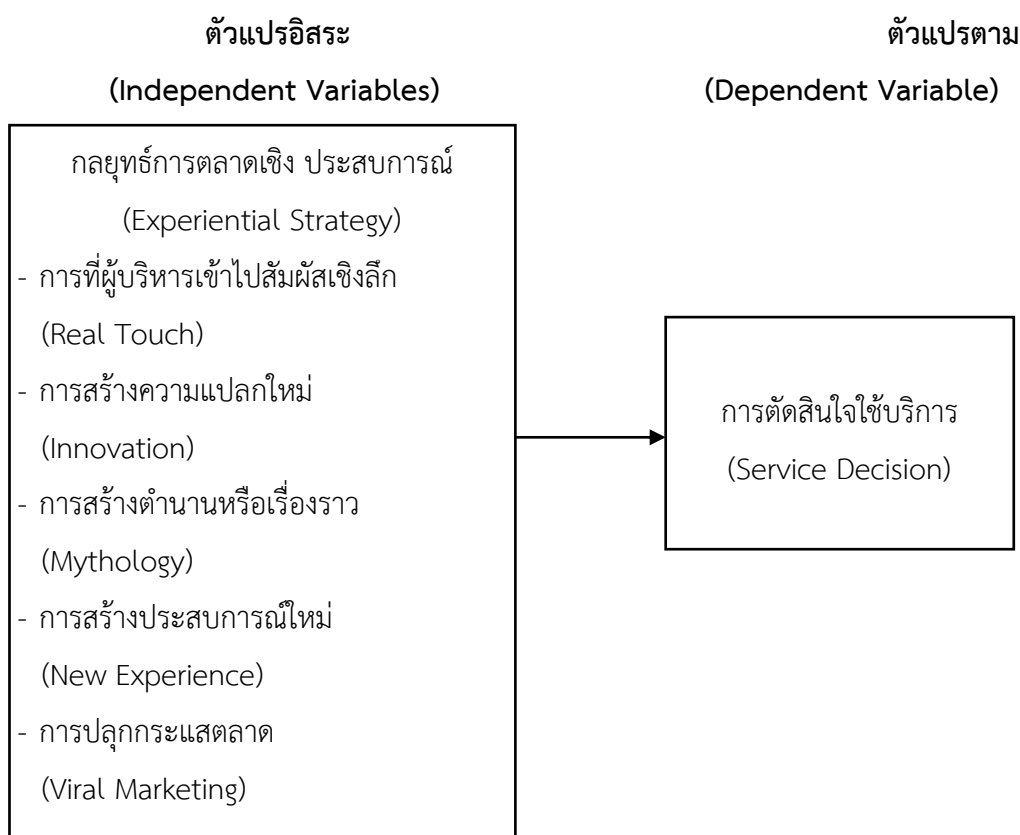 ตัวแปรอิสระ
(Independent Variables)
ตัวแปรตาม
(Dependent Variable)
กลยุทธ์การตลาดเชิง ประสบการณ์
(Experiential Strategy)
- การที่ผู้บริหารเข้าไปสัมผัสเชิงลึก
(Real Touch)
- การสร้างความแปลกใหม่
(Innovation)
- การสร้างตำนานหรือเรื่องราว
(Mythology)
- การสร้างประสบการณ์ใหม่
(New Experience)
- การปลุกกระแสตลาด
(Viral Marketing)
การตัดสินใจใช้บริการ
(Service Decision)